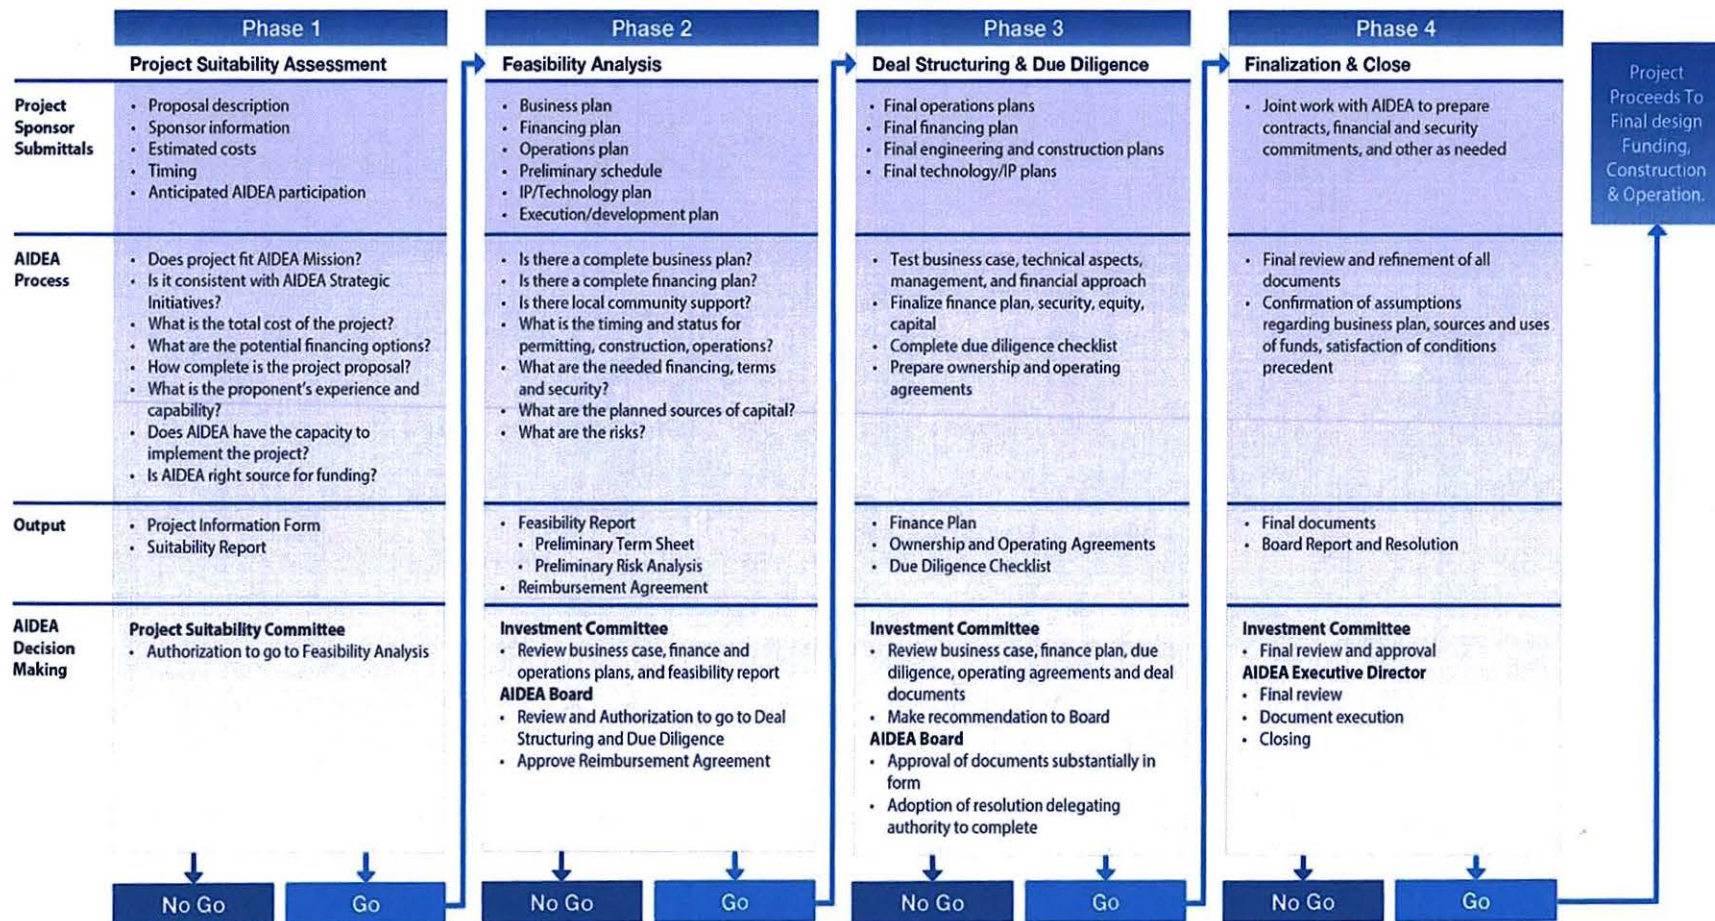 Phase 1
Project Suitability Assessment
Phase 2
Feasibility Analysis
Phase 3
Deal Structuring & Due Diligence
Phase 4
Finalization & Close
Project
Proceeds To
Final design
Funding,
Construction
& Operation.
Project
Sponsor
Submittals
• Proposal description
• Sponsor information
• Estimated costs
• Timing
• Anticipated AIDEA participation
• Business plan
• Financing plan
• Operations plan
• Preliminary schedule
• IP/Technology plan
• Execution/development plan
• Final operations plans
• Final financing plan
• Final engineering and construction plans
• Final technology/IP plans
• Joint work with AIDEA to prepare
contracts, financial and security
commitments, and other as needed
AIDEA
Process
• Does project fit AIDEA Mission?
• Is it consistent with AIDEA Strategic
Initiatives?
• What is the total cost of the project?
• What are the potential financing options?
• How complete is the project proposal?
• What is the proponent's experience and
capability?
• Does AIDEA have the capacity to
implement the project?
• Is AIDEA right source for funding?
• Is there a complete business plan?
• Is there a complete financing plan?
• Is there local community support?
• What is the timing and status for
permitting, construction, operations?
• What are the needed financing, terms
and security?
• What are the planned sources of capital?
• What are the risks?
• Test business case, technical aspects,
management, and financial approach
• Finalize finance plan, security, equity,
capital
• Complete due diligence checklist
• Prepare ownership and operating
agreements
• Final review and refinement of all
documents
• Confirmation of assumptions
regarding business plan, sources and uses
of funds, satisfaction of conditions
precedent
Output
• Project Information Form
• Suitability Report
• Feasibility Report
• Preliminary Term Sheet
• Preliminary Risk Analysis
• Reimbursement Agreement
• Finance Plan
• Ownership and Operating Agreements
• Due Diligence Checklist
• Final documents
• Board Report and Resolution
AIDEA
Decision
Making
Project Suitability Committee
• Authorization to go to Feasibility Analysis
Investment Committee
• Review business case, finance and
operations plans, and feasibility report
AIDEA Board
• Review and Authorization to go to Deal
Structuring and Due Diligence
• Approve Reimbursement Agreement
Investment Committee
• Review business case, finance plan, due
diligence, operating agreements and deal
documents
• Make recommendation to Board
AIDEA Board
• Approval of documents substantially in
form
• Adoption of resolution delegating
authority to complete
Investment Committee
• Final review and approval
AIDEA Executive Director
• Final review
• Document execution
• Closing
No Go
Go
No Go
Go
No Go
Go
No Go
Go